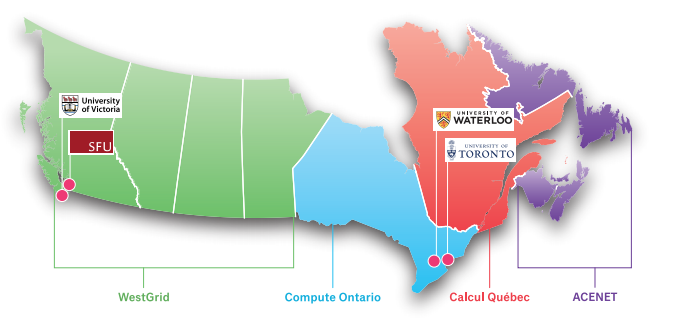 University
of Victoria
SFU
UNIVERSITY OF
WATERLOO
UNIVERSITY OF
TORONTO
WestGrid
Compute Ontario
Calcul Québec
ACENET